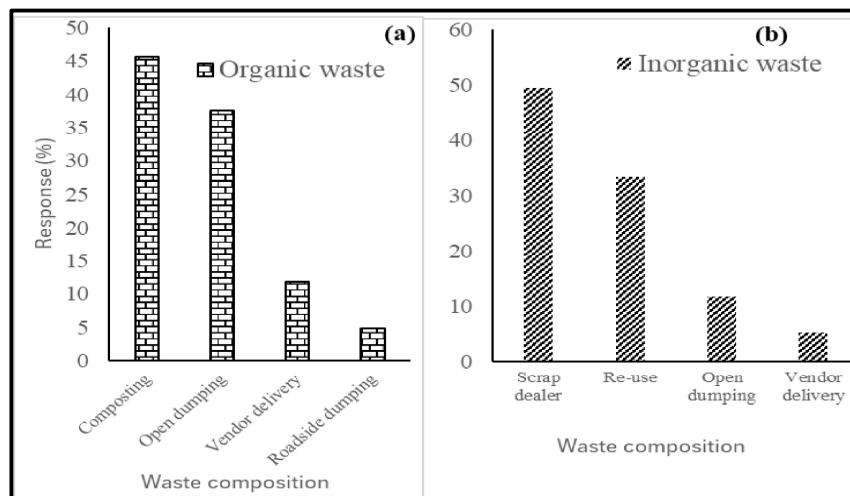 (a)
Organic waste
Response (%)
50
45
40
35
30
25
20
15
10
5
0
Composting
Open dumping
Vendor delivery
Roadside dumping
Waste composition
(b)
Inorganic waste
60
50
40
30
20
10
0
Scrap
dealer
Re-use
Open
dumping
Vendor
delivery
Waste composition